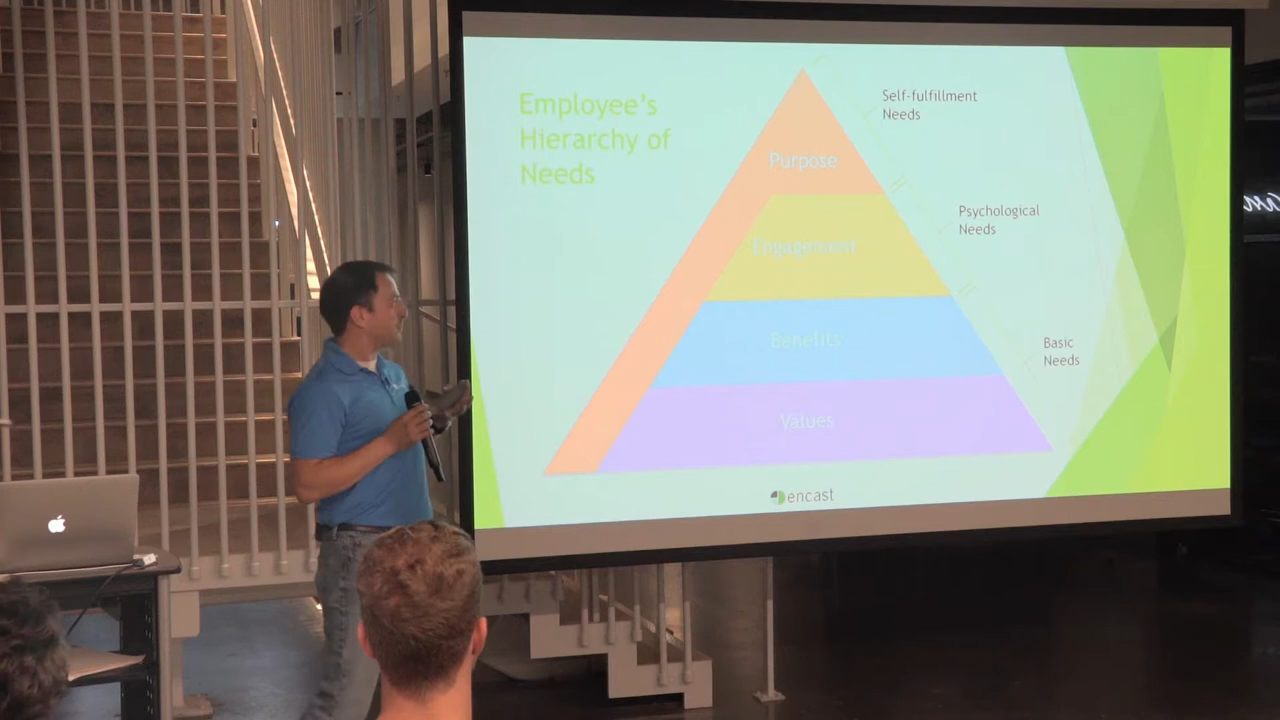 Employee's
Hierarchy of
Needs
Self-fulfillment
Needs
Purpose
Psychological
Needs
Engagement
Benefits
Basic
Needs
Values
encast